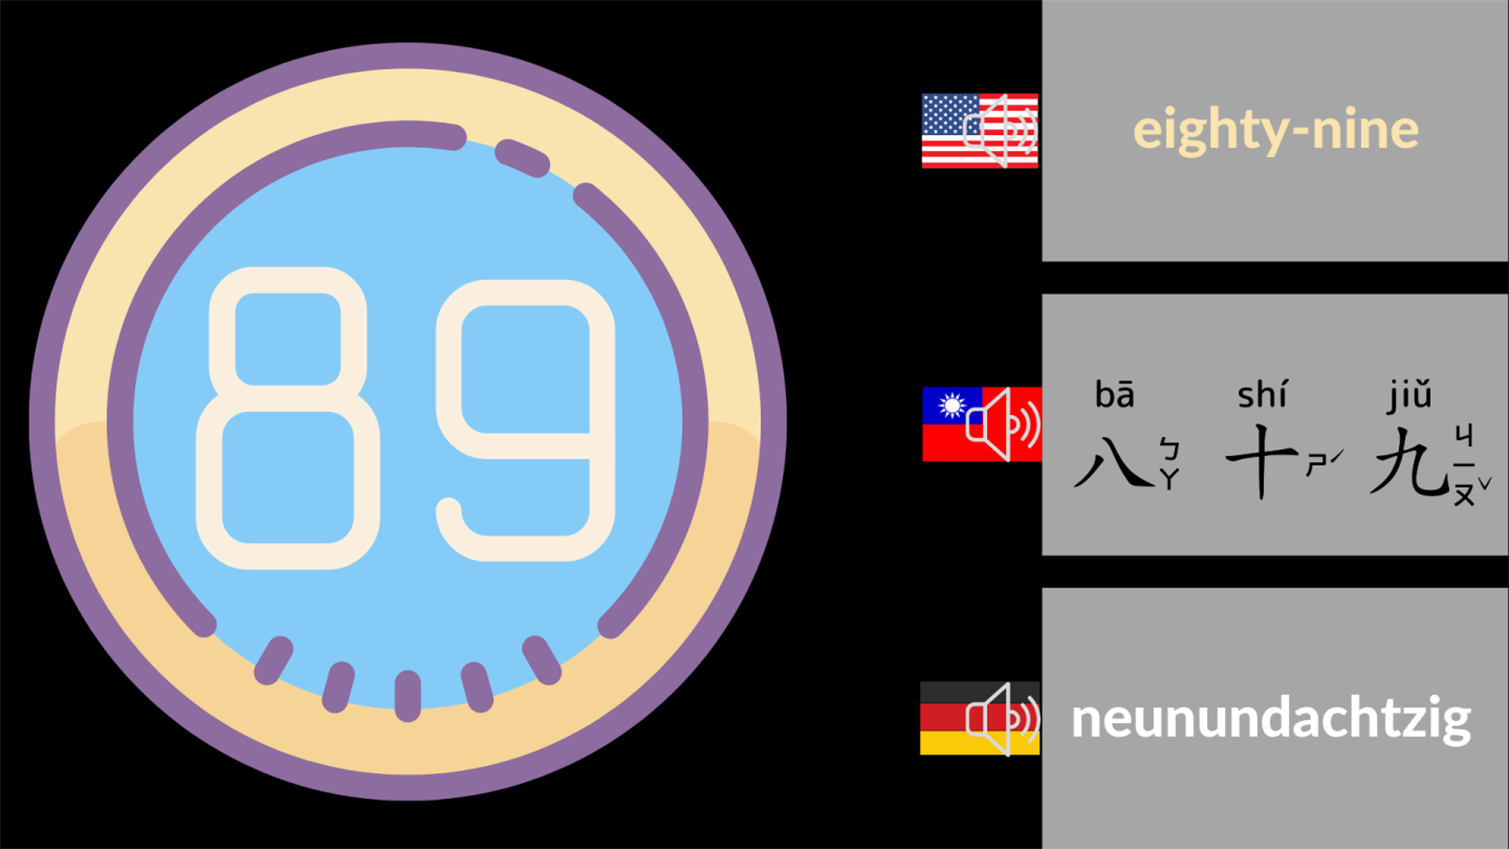 89
eighty-nine
bā shí jiǔ
八ㄅㄚ 十ㄕˊ 九ㄐㄧㄡˇ
neunundachtzig